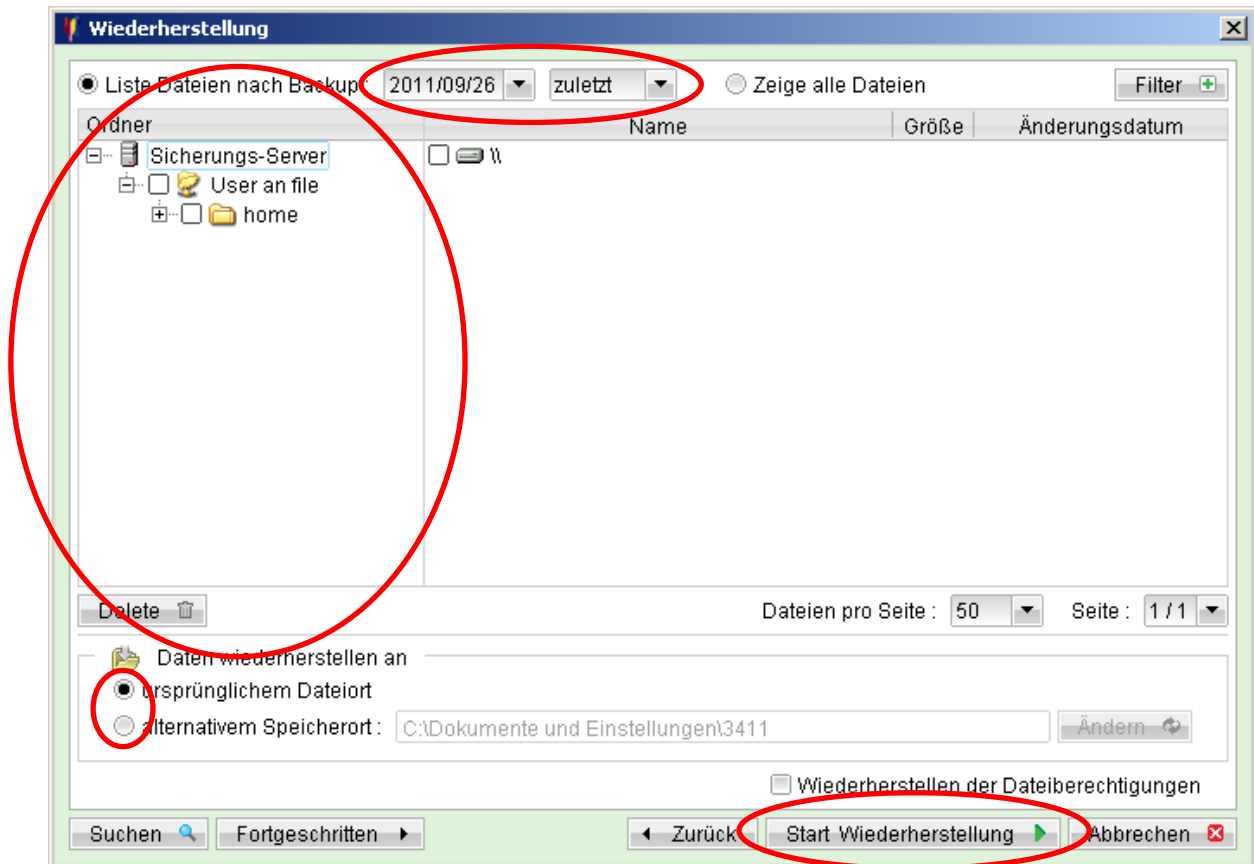 Wiederherstellung
Liste Dateien nach Backup : 2011/09/26 zuletzt Zeige alle Dateien Filter
Ordner Name Größe Änderungsdatum
Sicherungs-Server \\
User an file
home
Delete Dateien pro Seite : 50 Seite : 1 / 1
Daten wiederherstellen an
ursprünglichem Dateiort
alternativem Speicherort : C:\Dokumente und Einstellungen\3411 Ändern
Wiederherstellen der Dateiberechtigungen
Suchen Fortgeschritten Zurück Start Wiederherstellung Abbrechen